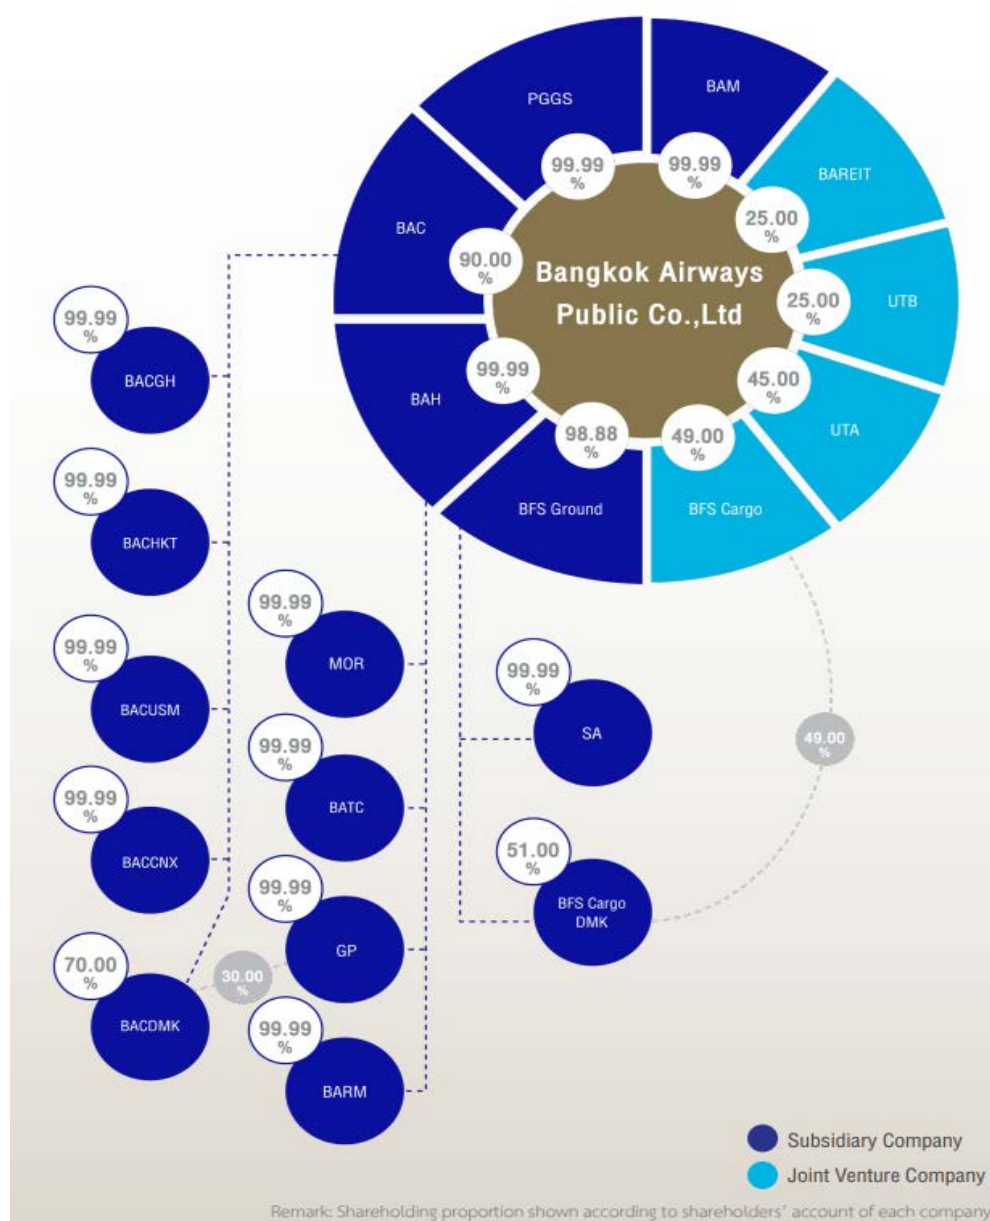 PGGS
BAM
99.99
%
99.99
%
BAREIT
BAC
25.00
%
90.00
%
Bangkok Airways
Public Co.,Ltd
25.00
%
UTB
99.99
%
BACGH
99.99
%
BAH
45.00
%
UTA
98.88
%
49.00
%
BFS Ground
BFS Cargo
99.99
%
BACHKT
99.99
%
MOR
99.99
%
BACUSM
99.99
%
SA
49.00
%
99.99
%
BATC
99.99
%
BACCNX
51.00
%
BFS Cargo
DMK
99.99
%
GP
70.00
%
BACDMK
30.00
%
99.99
%
BARM
Subsidiary Company
Joint Venture Company
Remark: Shareholding proportion shown according to shareholders' account of each company